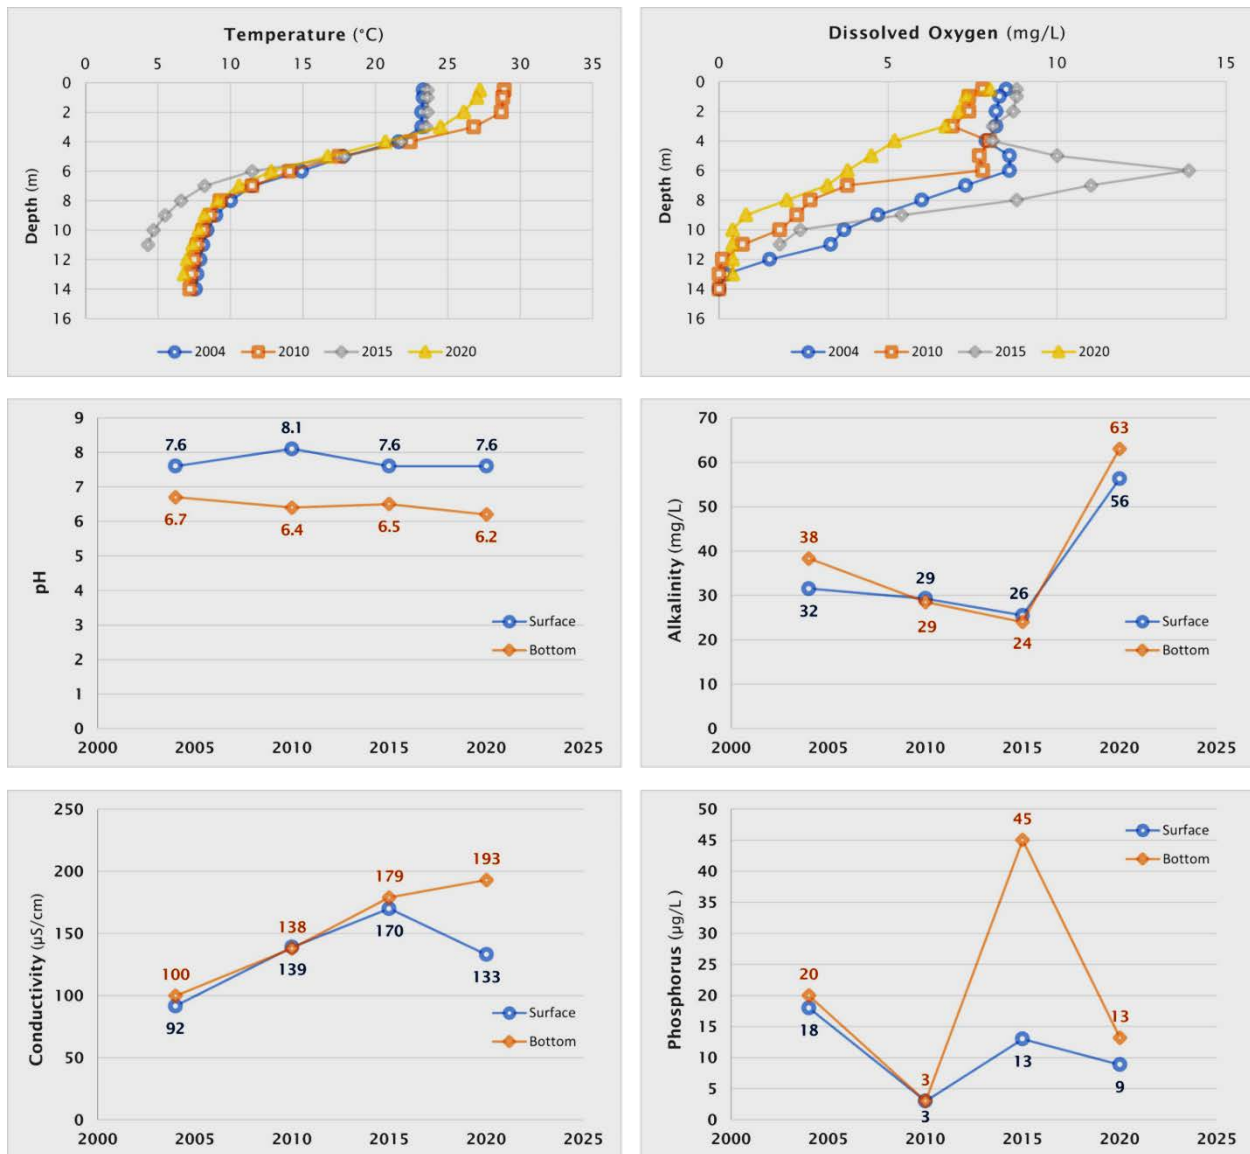 Temperature (°C)
0 5 10 15 20 25 30 35
Depth (m)
0
2
4
6
8
10
12
14
16
2004 2010 2015 2020
Dissolved Oxygen (mg/L)
0 5 10 15
Depth (m)
0
2
4
6
8
10
12
14
16
2004 2010 2015 2020
pH
9
8
7
6
5
4
3
2
1
0
7.6 8.1 7.6 7.6
6.7 6.4 6.5 6.2
Surface
Bottom
2000 2005 2010 2015 2020 2025
Alkalinity (mg/L)
70
60
50
40
30
20
10
0
63
56
38
29 26
32
29 24
Surface
Bottom
2000 2005 2010 2015 2020 2025
Conductivity (µS/cm)
250
200
150
100
50
0
193
179
138
170
139 133
100
92
Surface
Bottom
2000 2005 2010 2015 2020 2025
Phosphorus (µg/L)
50
45
40
35
30
25
20
15
10
5
0
45
20
18
13
13
9
3
3
Surface
Bottom
2000 2005 2010 2015 2020 2025